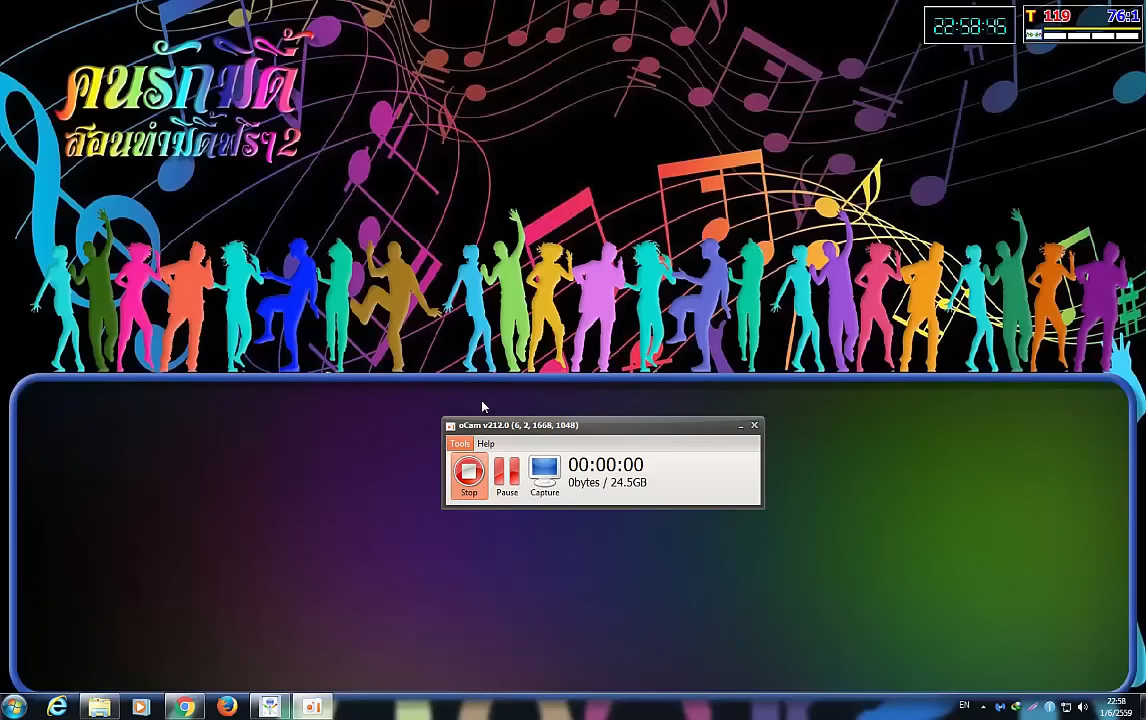 คนรักมิดี้
สอนทำมิดี้ฟรีๆ 2
22:58:45
T 119 76:1
oCam v212.0 (6, 2, 1668, 1048)
Tools Help
00:00:00
0bytes / 24.5GB
Stop Pause Capture
EN
22:58
1/6/2559